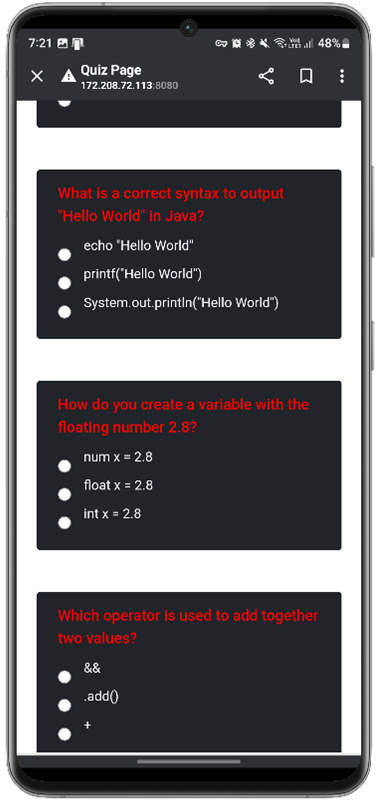 7:21
48%
Quiz Page
172.208.72.113:8080
What is a correct syntax to output
"Hello World" in Java?
echo "Hello World"
printf("Hello World")
System.out.println("Hello World")
How do you create a variable with the
floating number 2.8?
num x = 2.8
float x = 2.8
int x = 2.8
Which operator is used to add together
two values?
&&
.add()
+